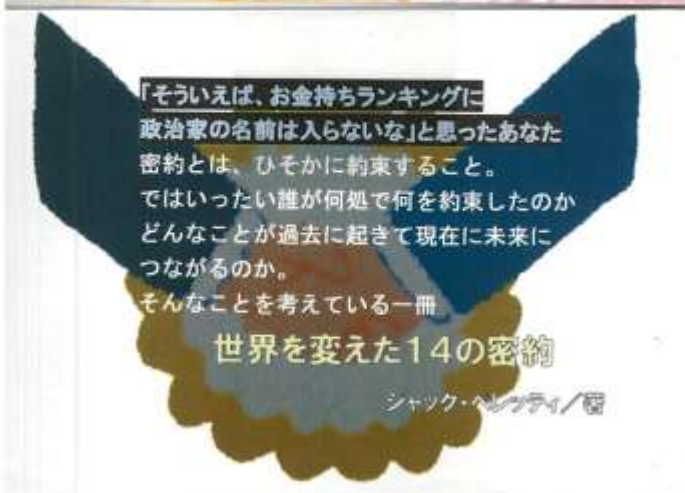 「そういえば、お金持ちランキングに
政治家の名前は入らないな」と思ったあなた
密約とは、ひそかに約束すること。
ではいったい誰が何処で何を約束したのか
どんなことが過去に起きて現在に未来に
つながるのか。
そんなことを考えている一冊
世界を変えた14の密約
ジャック・ペレッティ／著